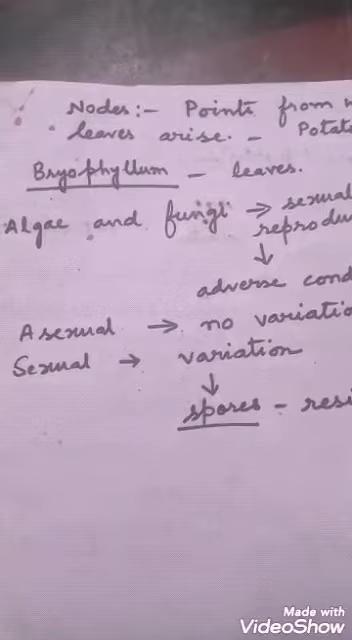 Nodes:- Points from
leaves arise. - Potat
Bryophyllum - leaves.
Algae and fungi → sexual
reprodu
↓
adverse cond
Asexual → no variatio
Sexual → variation
↓
spores - resi
Made with
VideoShow